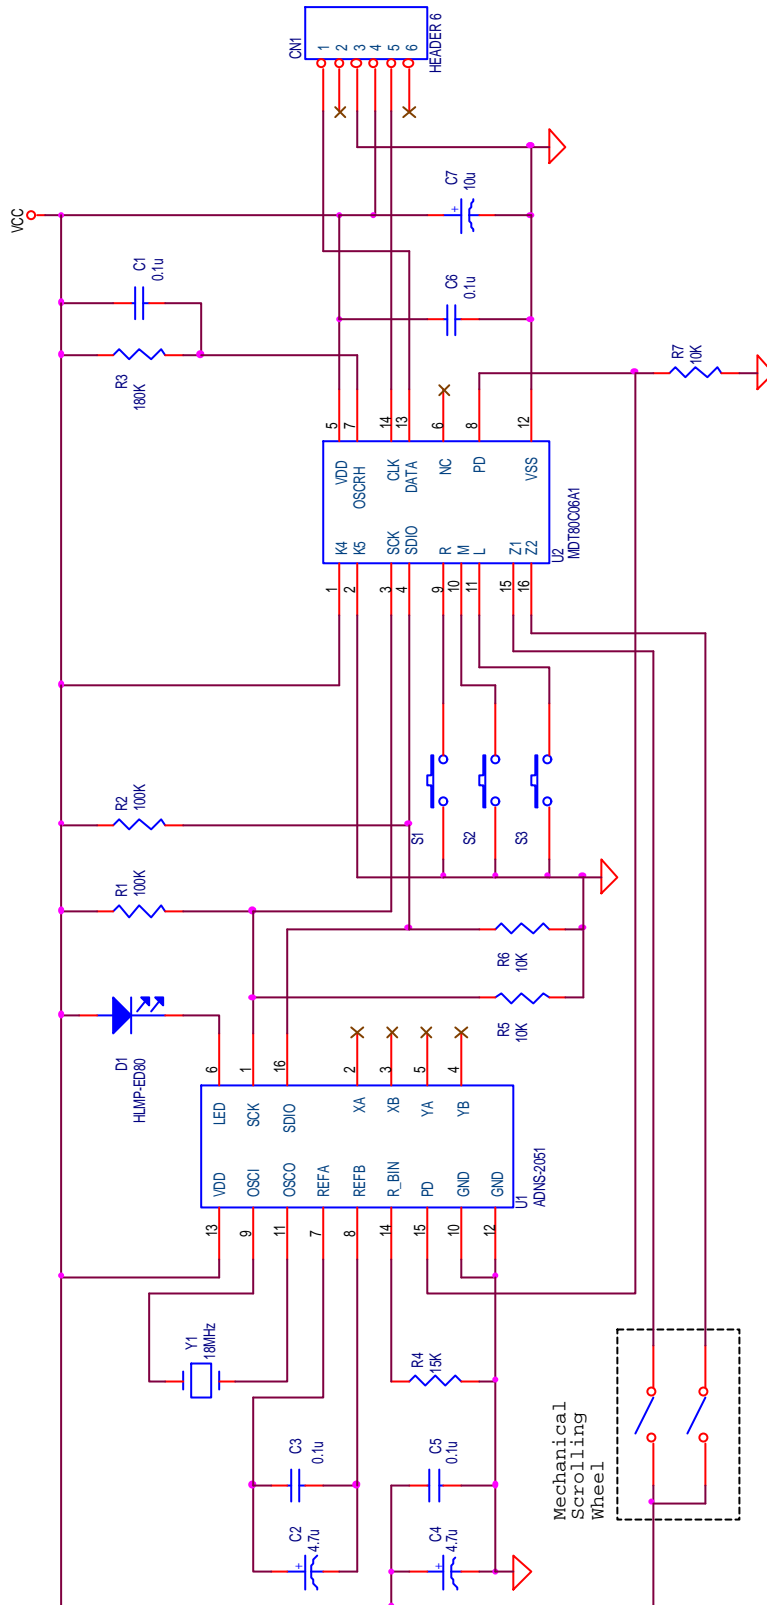 CN1
1
2
3
4
5
6
HEADER 6
VCC
C7
10u
C1
0.1u
C6
0.1u
R3
180K
R7
10K
5
7
14
13
6
8
12
VDD
OSCRH
CLK
DATA
NC
PD
VSS
K4
K5
SCK
SDIO
R
M
L
Z1
Z2
U2
MDT80C06A1
1
2
3
4
9
10
11
15
16
R2
100K
S1
S2
S3
R1
100K
R6
10K
R5
10K
D1
HLMP-ED80
6
1
16
2
3
5
4
LED
SCK
SDIO
XA
XB
YA
YB
VDD
OSCI
OSCO
REFA
REFB
R_BIN
PD
GND
GND
U1
ADNS-2051
13
9
11
7
8
14
15
10
12
Y1
18MHz
R4
15K
C3
0.1u
C5
0.1u
C2
4.7u
C4
4.7u
Mechanical
Scrolling
Wheel